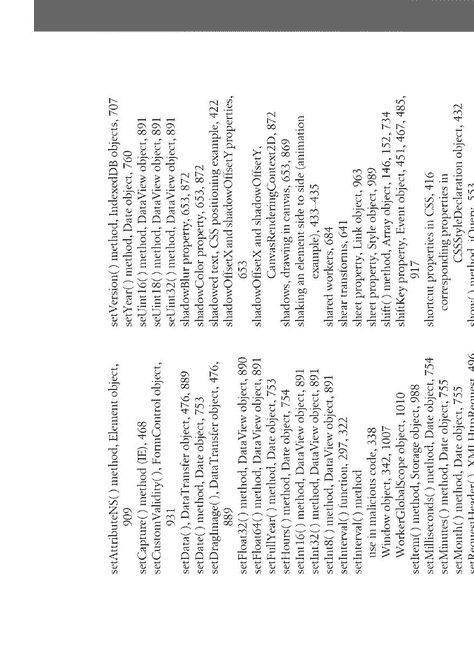 setAttributeNS( ) method, Element object,
909
setCapture( ) method (IE), 468
setCustomValidity( ), FormControl object,
931
setData( ), DataTransfer object, 476, 889
setDate( ) method, Date object, 753
setDragImage( ), DataTransfer object, 476,
889
setFloat32( ) method, DataView object, 890
setFloat64( ) method, DataView object, 891
setFullYear( ) method, Date object, 753
setHours( ) method, Date object, 754
setInt16( ) method, DataView object, 891
setInt32( ) method, DataView object, 891
setInt8( ) method, DataView object, 891
setInterval( ) function, 297, 322
setInterval( ) method
use in malicious code, 338
Window object, 342, 1007
WorkerGlobalScope object, 1010
setItem( ) method, Storage object, 988
setMilliseconds( ) method, Date object, 754
setMinutes( ) method, Date object, 755
setMonth( ) method, Date object, 755
setRequestHeader( ), XMLHttpRequest, 496
setVersion( ) method, IndexedDB objects, 707
setYear( ) method, Date object, 760
setUint16( ) method, DataView object, 891
setUint18( ) method, DataView object, 891
setUint32( ) method, DataView object, 891
shadowBlur property, 653, 872
shadowColor property, 653, 872
shadowed text, CSS positioning example, 422
shadowOffsetX and shadowOffsetY properties,
653
shadowOffsetX and shadowOffsetY,
CanvasRenderingContext2D, 872
shadows, drawing in canvas, 653, 869
shaking an element side to side (animation
example), 433–435
shared workers, 684
shear transforms, 641
sheet property, Link object, 963
sheet property, Style object, 989
shift( ) method, Array object, 146, 152, 734
shiftKey property, Event object, 451, 467, 485,
917
shortcut properties in CSS, 416
corresponding properties in
CSSStyleDeclaration object, 432
show( ) method, jQuery, 553